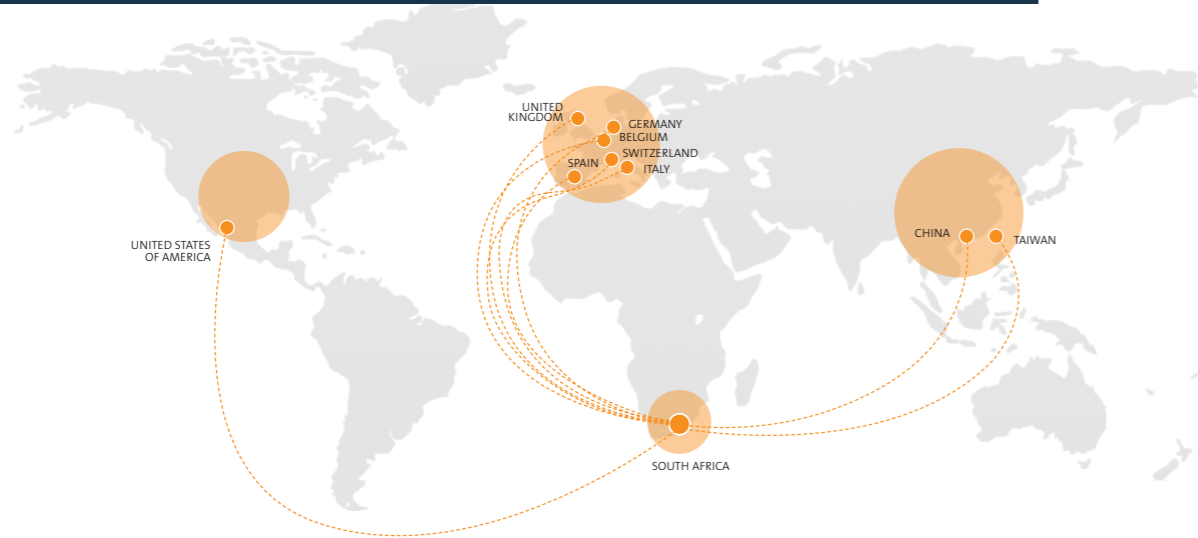 UNITED
KINGDOM
GERMANY
BELGIUM
SWITZERLAND
SPAIN
ITALY
CHINA
TAIWAN
UNITED STATES
OF AMERICA
SOUTH AFRICA